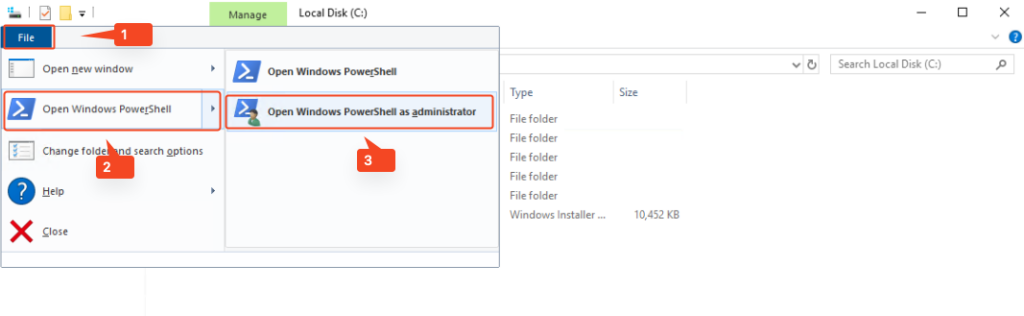 Manage Local Disk (C:)
File 1
Search Local Disk (C:)
Open new window
Open Windows PowerShell
Open Windows PowerShell
Open Windows PowerShell as administrator
2
3
Change folder and search options
Help
Close
Type Size
File folder
File folder
File folder
File folder
File folder
Windows Installer ... 10,452 KB